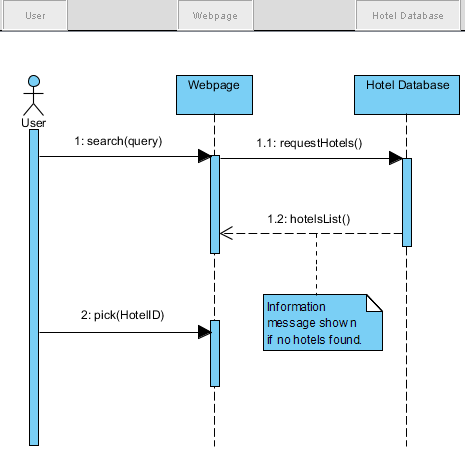 User
Webpage
Hotel Database
Webpage
Hotel Database
User
1: search(query)
1.1: requestHotels()
1.2: hotelsList()
Information
message shown
if no hotels found.
2: pick(HotelID)